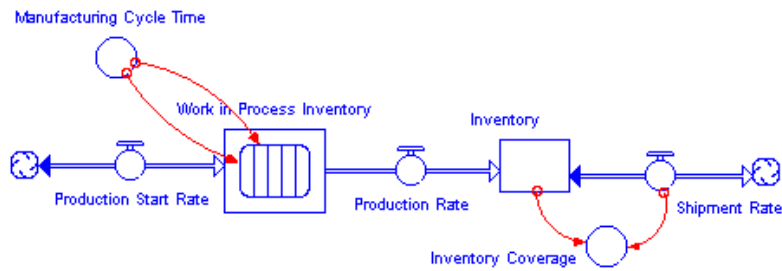 Manufacturing Cycle Time
Work in Process Inventory
Inventory
Production Start Rate
Production Rate
Shipment Rate
Inventory Coverage